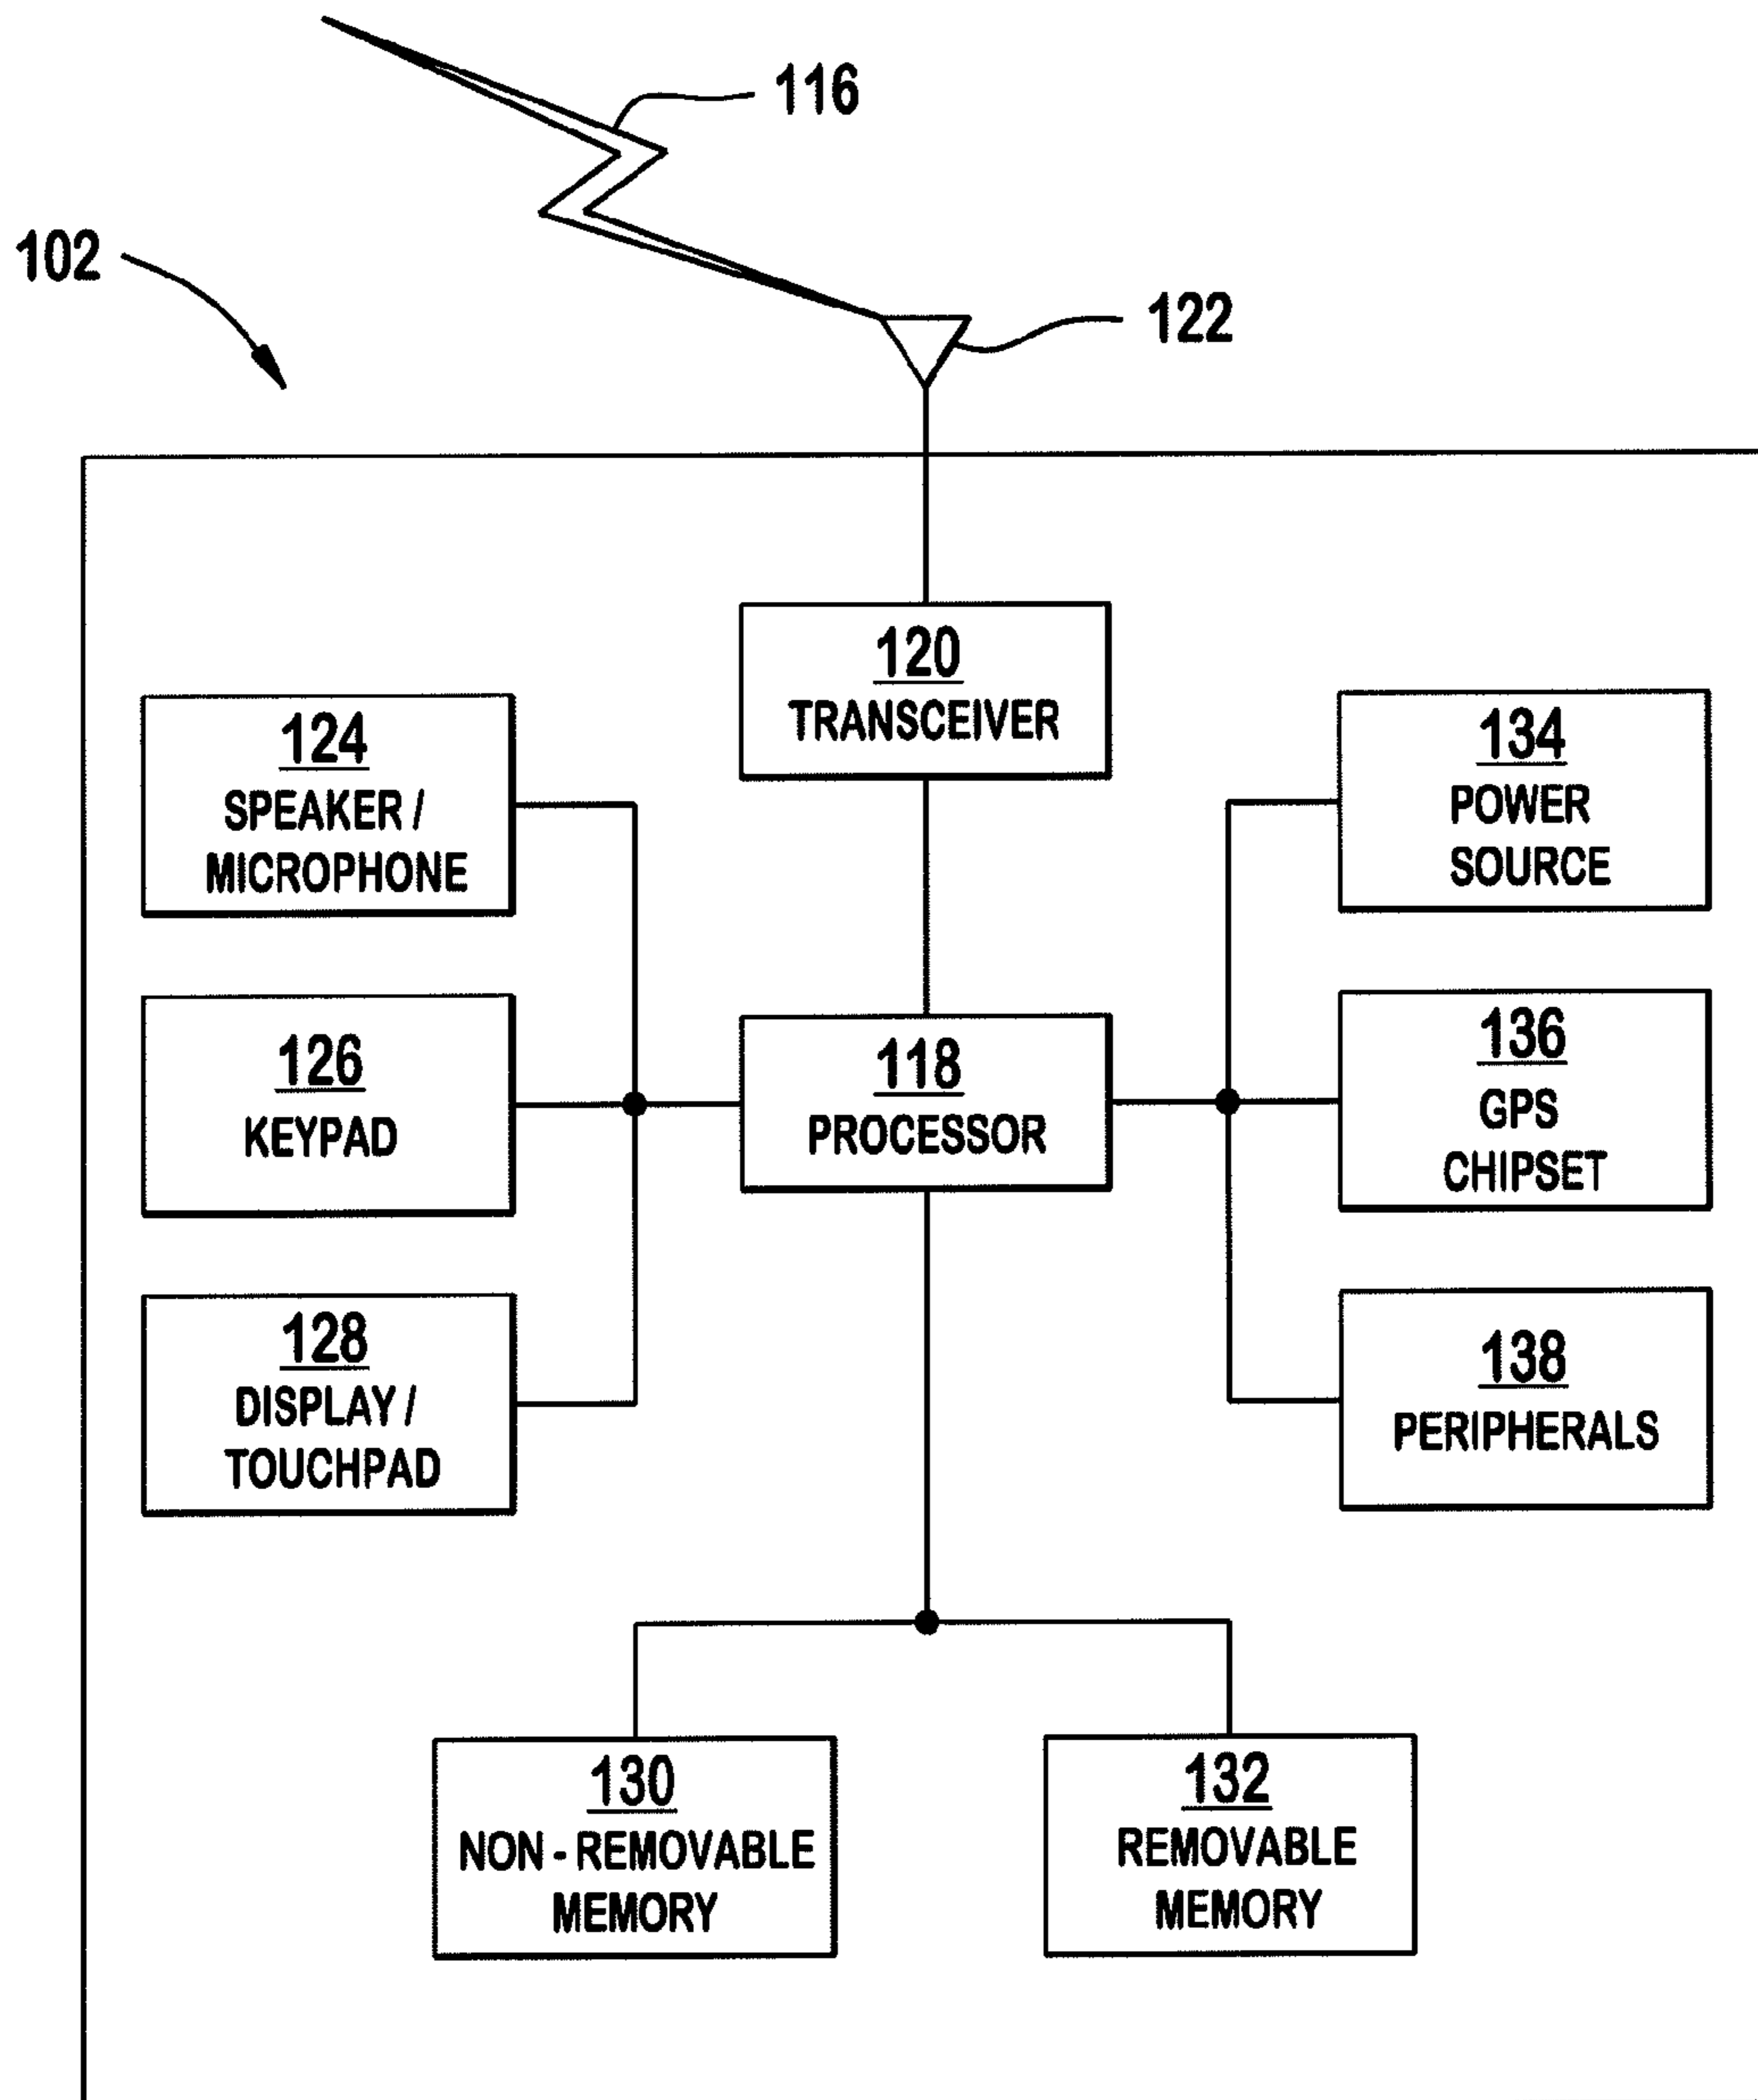 116
102
122
120
TRANSCEIVER
124
SPEAKER /
MICROPHONE
134
POWER
SOURCE
126
KEYPAD
118
PROCESSOR
136
GPS
CHIPSET
128
DISPLAY /
TOUCHPAD
138
PERIPHERALS
130
NON - REMOVABLE
MEMORY
132
REMOVABLE
MEMORY